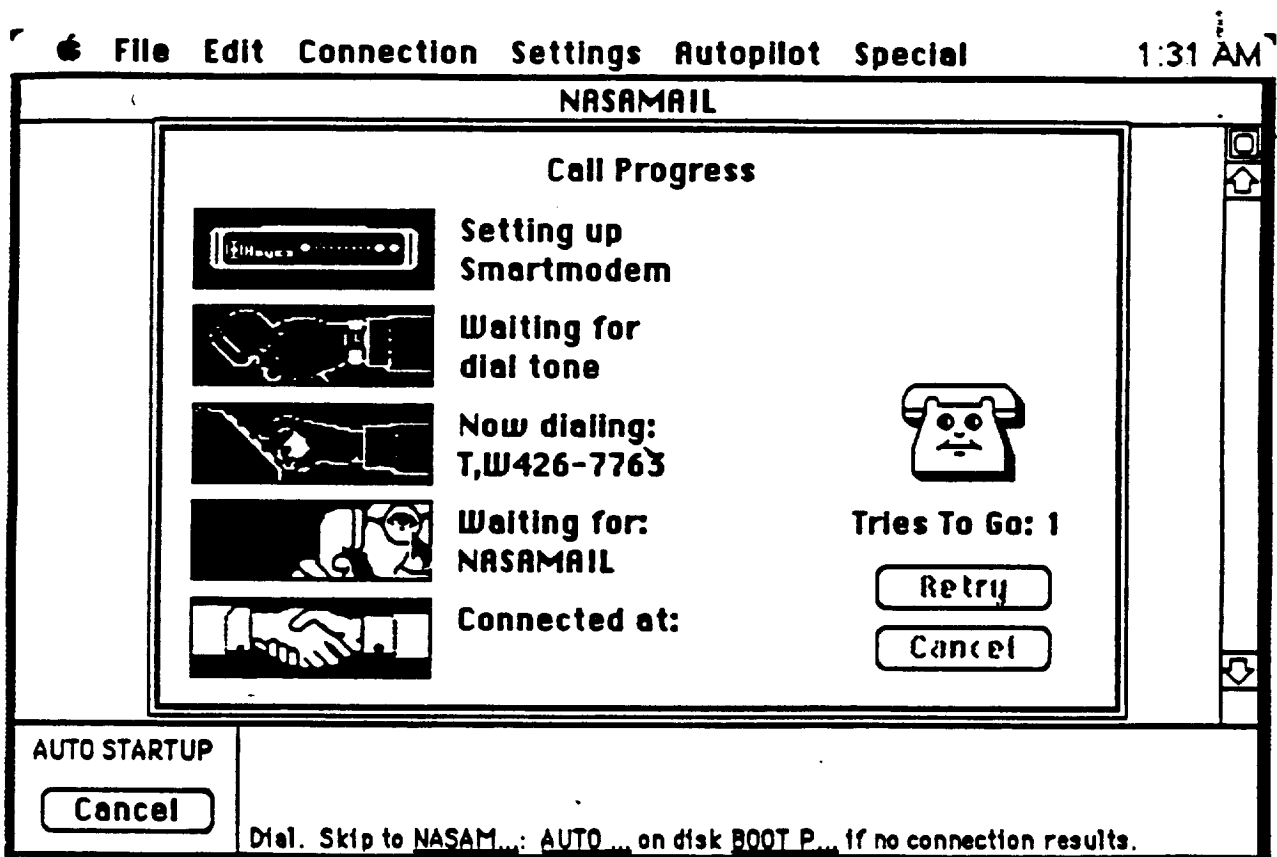 File Edit Connection Settings Autopilot Special 1:31 AM
NASAMAIL
Call Progress
Hayes
Setting up
Smartmodem
Waiting for
dial tone
Now dialing:
T,W426-7763
Waiting for:
NASAMAIL
Connected at:
Tries To Go: 1
Retry
Cancel
AUTO STARTUP
Cancel
Dial. Skip to NASAM...: AUTO ... on disk BOOT P... if no connection results.